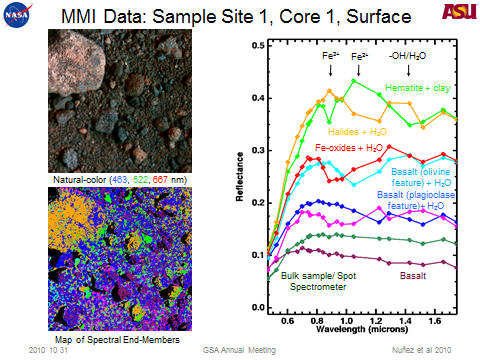 MMI Data: Sample Site 1, Core 1, Surface
NASA
ASU
Natural-color (463, 522, 667 nm)
Map of Spectral End-Members
0.5
0.4
0.3
0.2
0.1
0.0
Reflectance
Fe³⁺
Fe²⁺
-OH/H₂O
Hematite + clay
Halides + H₂O
Fe-oxides + H₂O
Basalt (olivine
feature) + H₂O
Basalt (plagioclase
feature)+ H₂O
Bulk sample/ Spot
Spectrometer
Basalt
0.6 0.8 1.0 1.2 1.4 1.6
Wavelength (microns)
2010 10 31
GSA Annual Meeting
Nuñez et al 2010